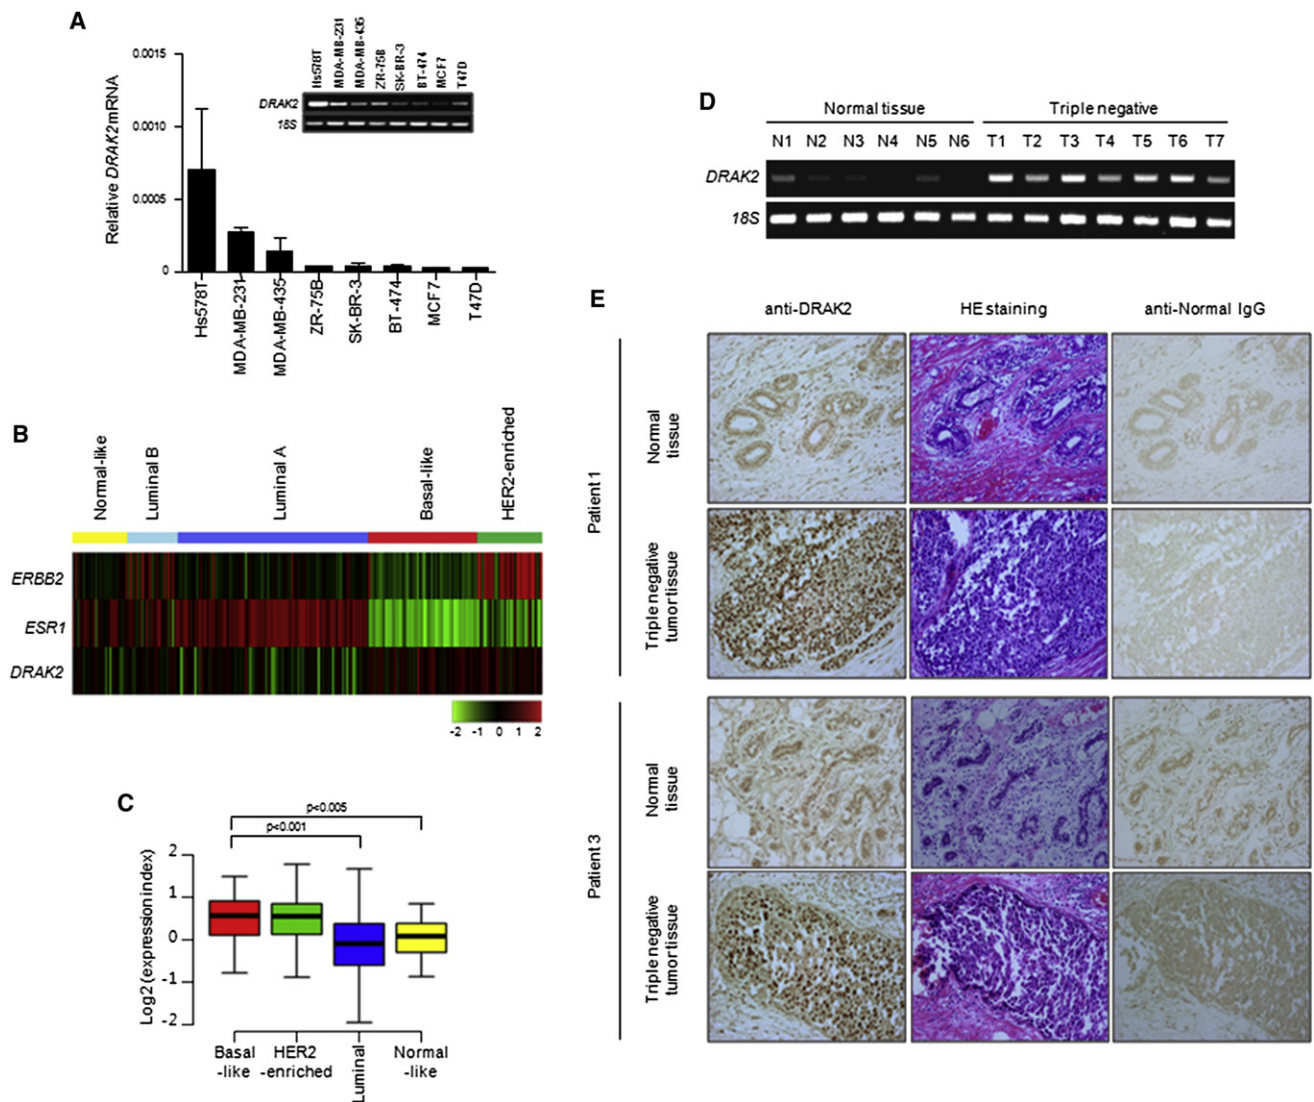 A
Relative DRAK2 mRNA
0.0015
0.0010
0.0005
0
Hs578T
MDA-MB-231
MDA-MB-435
ZR-75B
SK-BR-3
BT-474
MCF7
T47D
DRAK2
18S
Hs578T
MDA-MB-231
MDA-MB-435
ZR-75B
SK-BR-3
BT-474
MCF7
T47D
B
Normal-like
Luminal B
Luminal A
Basal-like
HER2-enriched
ERBB2
ESR1
DRAK2
-2 -1 0 1 2
C
p<0.005
p<0.001
Log2 (expression index)
2
1
0
-1
-2
Basal
-like
HER2
-enriched
Luminal
Normal
-like
D
Normal tissue Triple negative
N1 N2 N3 N4 N5 N6 T1 T2 T3 T4 T5 T6 T7
DRAK2
18S
E
anti-DRAK2 HE staining anti-Normal IgG
Patient 1
Normal
tissue
Triple negative
tumor tissue
Patient 3
Normal
tissue
Triple negative
tumor tissue